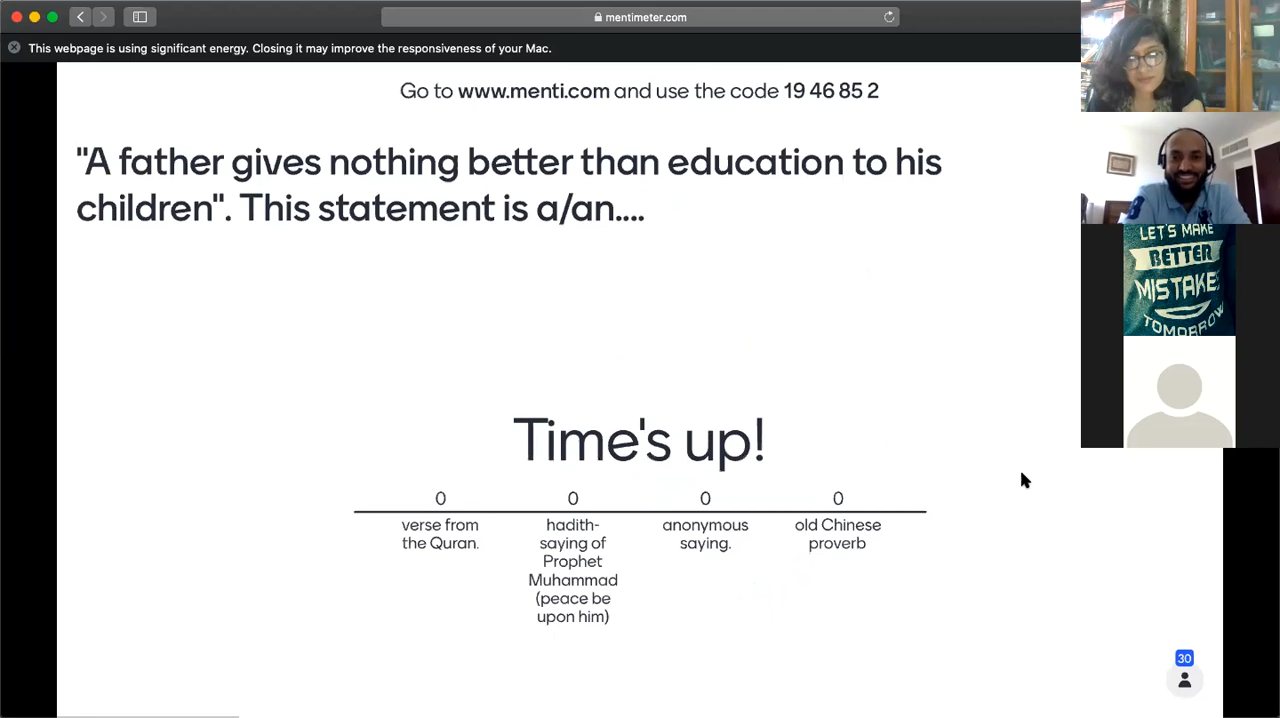 mentimeter.com
This webpage is using significant energy. Closing it may improve the responsiveness of your Mac.
Go to www.menti.com and use the code 19 46 85 2
"A father gives nothing better than education to his
children". This statement is a/an....
Time's up!
0 0 0 0
verse from
the Quran.
hadith-
saying of
Prophet
Muhammad
(peace be
upon him)
anonymous
saying.
old Chinese
proverb
30
LET'S MAKE
BETTER
MISTAKES
TOMORROW